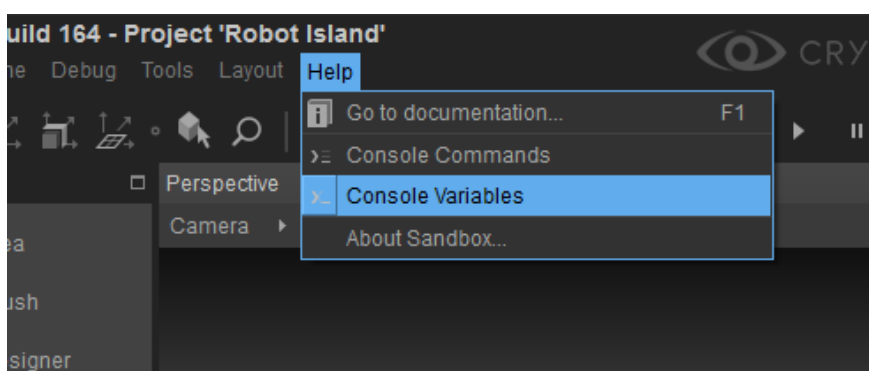 uild 164 - Project 'Robot Island'
CRY
ne Debug Tools Layout Help
Go to documentation... F1
Console Commands
Perspective
Console Variables
Camera
About Sandbox...
ea
ush
signer